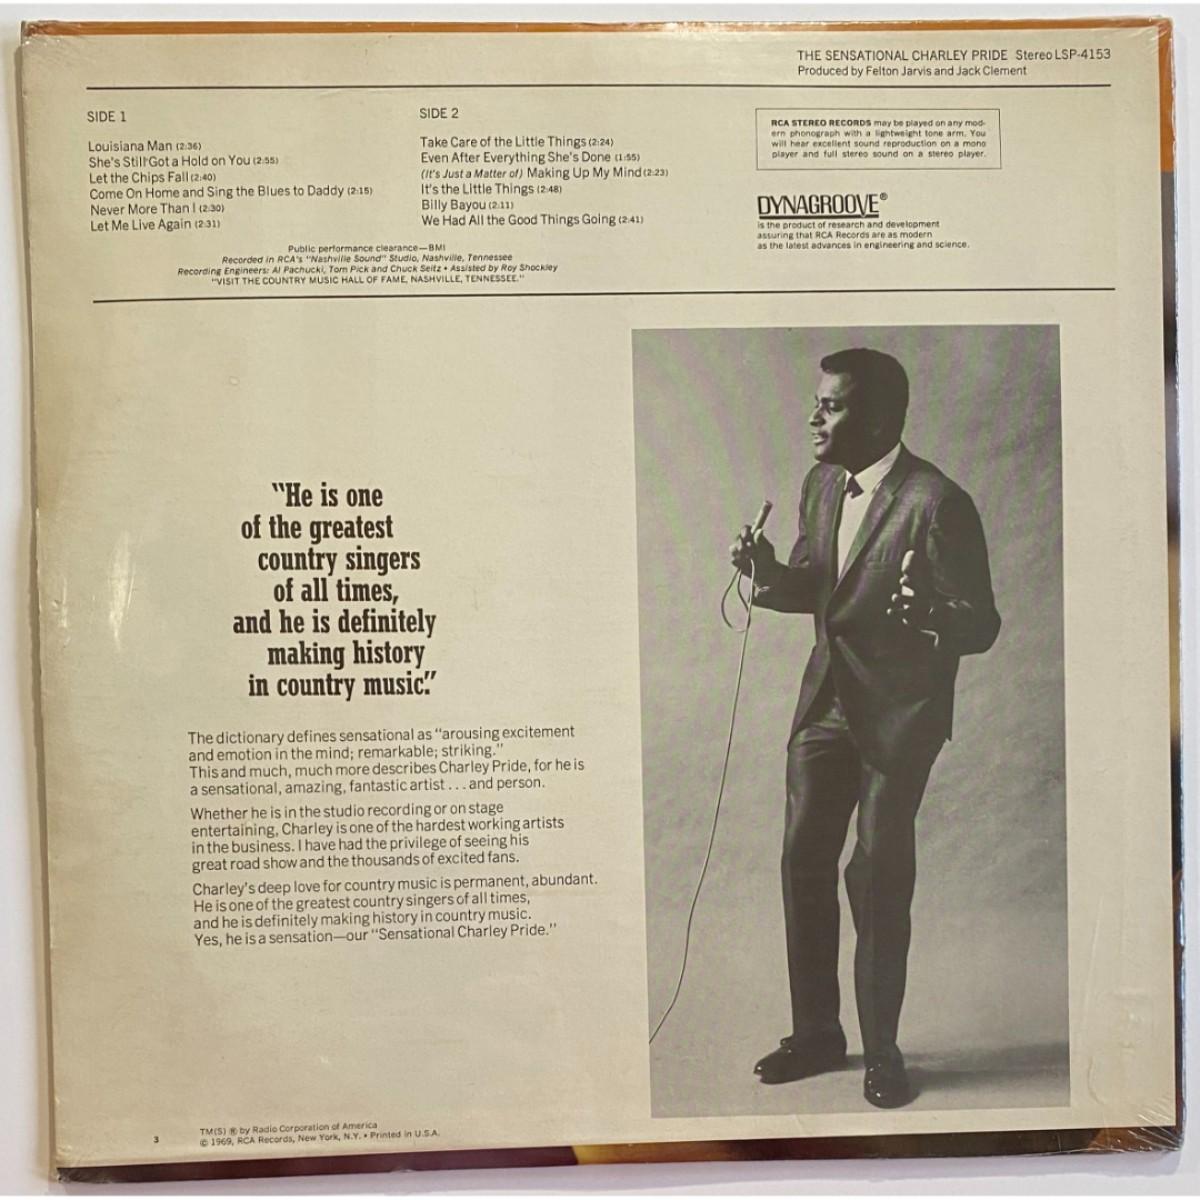 THE SENSATIONAL CHARLEY PRIDE Stereo LSP-4153
Produced by Felton Jarvis and Jack Clement
SIDE 1
Louisiana Man (2:36)
She's Still Got a Hold on You (2:55)
Let the Chips Fall (2:40)
Come On Home and Sing the Blues to Daddy (2:15)
Never More Than I (2:30)
Let Me Live Again (2:31)
SIDE 2
Take Care of the Little Things (2:24)
Even After Everything She's Done (1:55)
(It's Just a Matter of) Making Up My Mind (2:23)
It's the Little Things (2:48)
Billy Bayou (2:11)
We Had All the Good Things Going (2:41)
RCA STEREO RECORDS may be played on any mod-
ern phonograph with a lightweight tone arm. You
will hear excellent sound reproduction on a mono
player and full stereo sound on a stereo player.
DYNAGROOVE®
is the product of research and development
assuring that RCA Records are as modern
as the latest advances in engineering and science.
Public performance clearance—BMI
Recorded in RCA's "Nashville Sound" Studio, Nashville, Tennessee
Recording Engineers: Al Pachucki, Tom Pick and Chuck Seitz • Assisted by Roy Shockley
"VISIT THE COUNTRY MUSIC HALL OF FAME, NASHVILLE, TENNESSEE."
"He is one
of the greatest
country singers
of all times,
and he is definitely
making history
in country music."
The dictionary defines sensational as "arousing excitement
and emotion in the mind; remarkable; striking."
This and much, much more describes Charley Pride, for he is
a sensational, amazing, fantastic artist . . . and person.
Whether he is in the studio recording or on stage
entertaining, Charley is one of the hardest working artists
in the business. I have had the privilege of seeing his
great road show and the thousands of excited fans.
Charley's deep love for country music is permanent, abundant.
He is one of the greatest country singers of all times,
and he is definitely making history in country music.
Yes, he is a sensation—our "Sensational Charley Pride."
3
TM(S) ® by Radio Corporation of America
© 1969, RCA Records, New York, N.Y. • Printed in U.S.A.